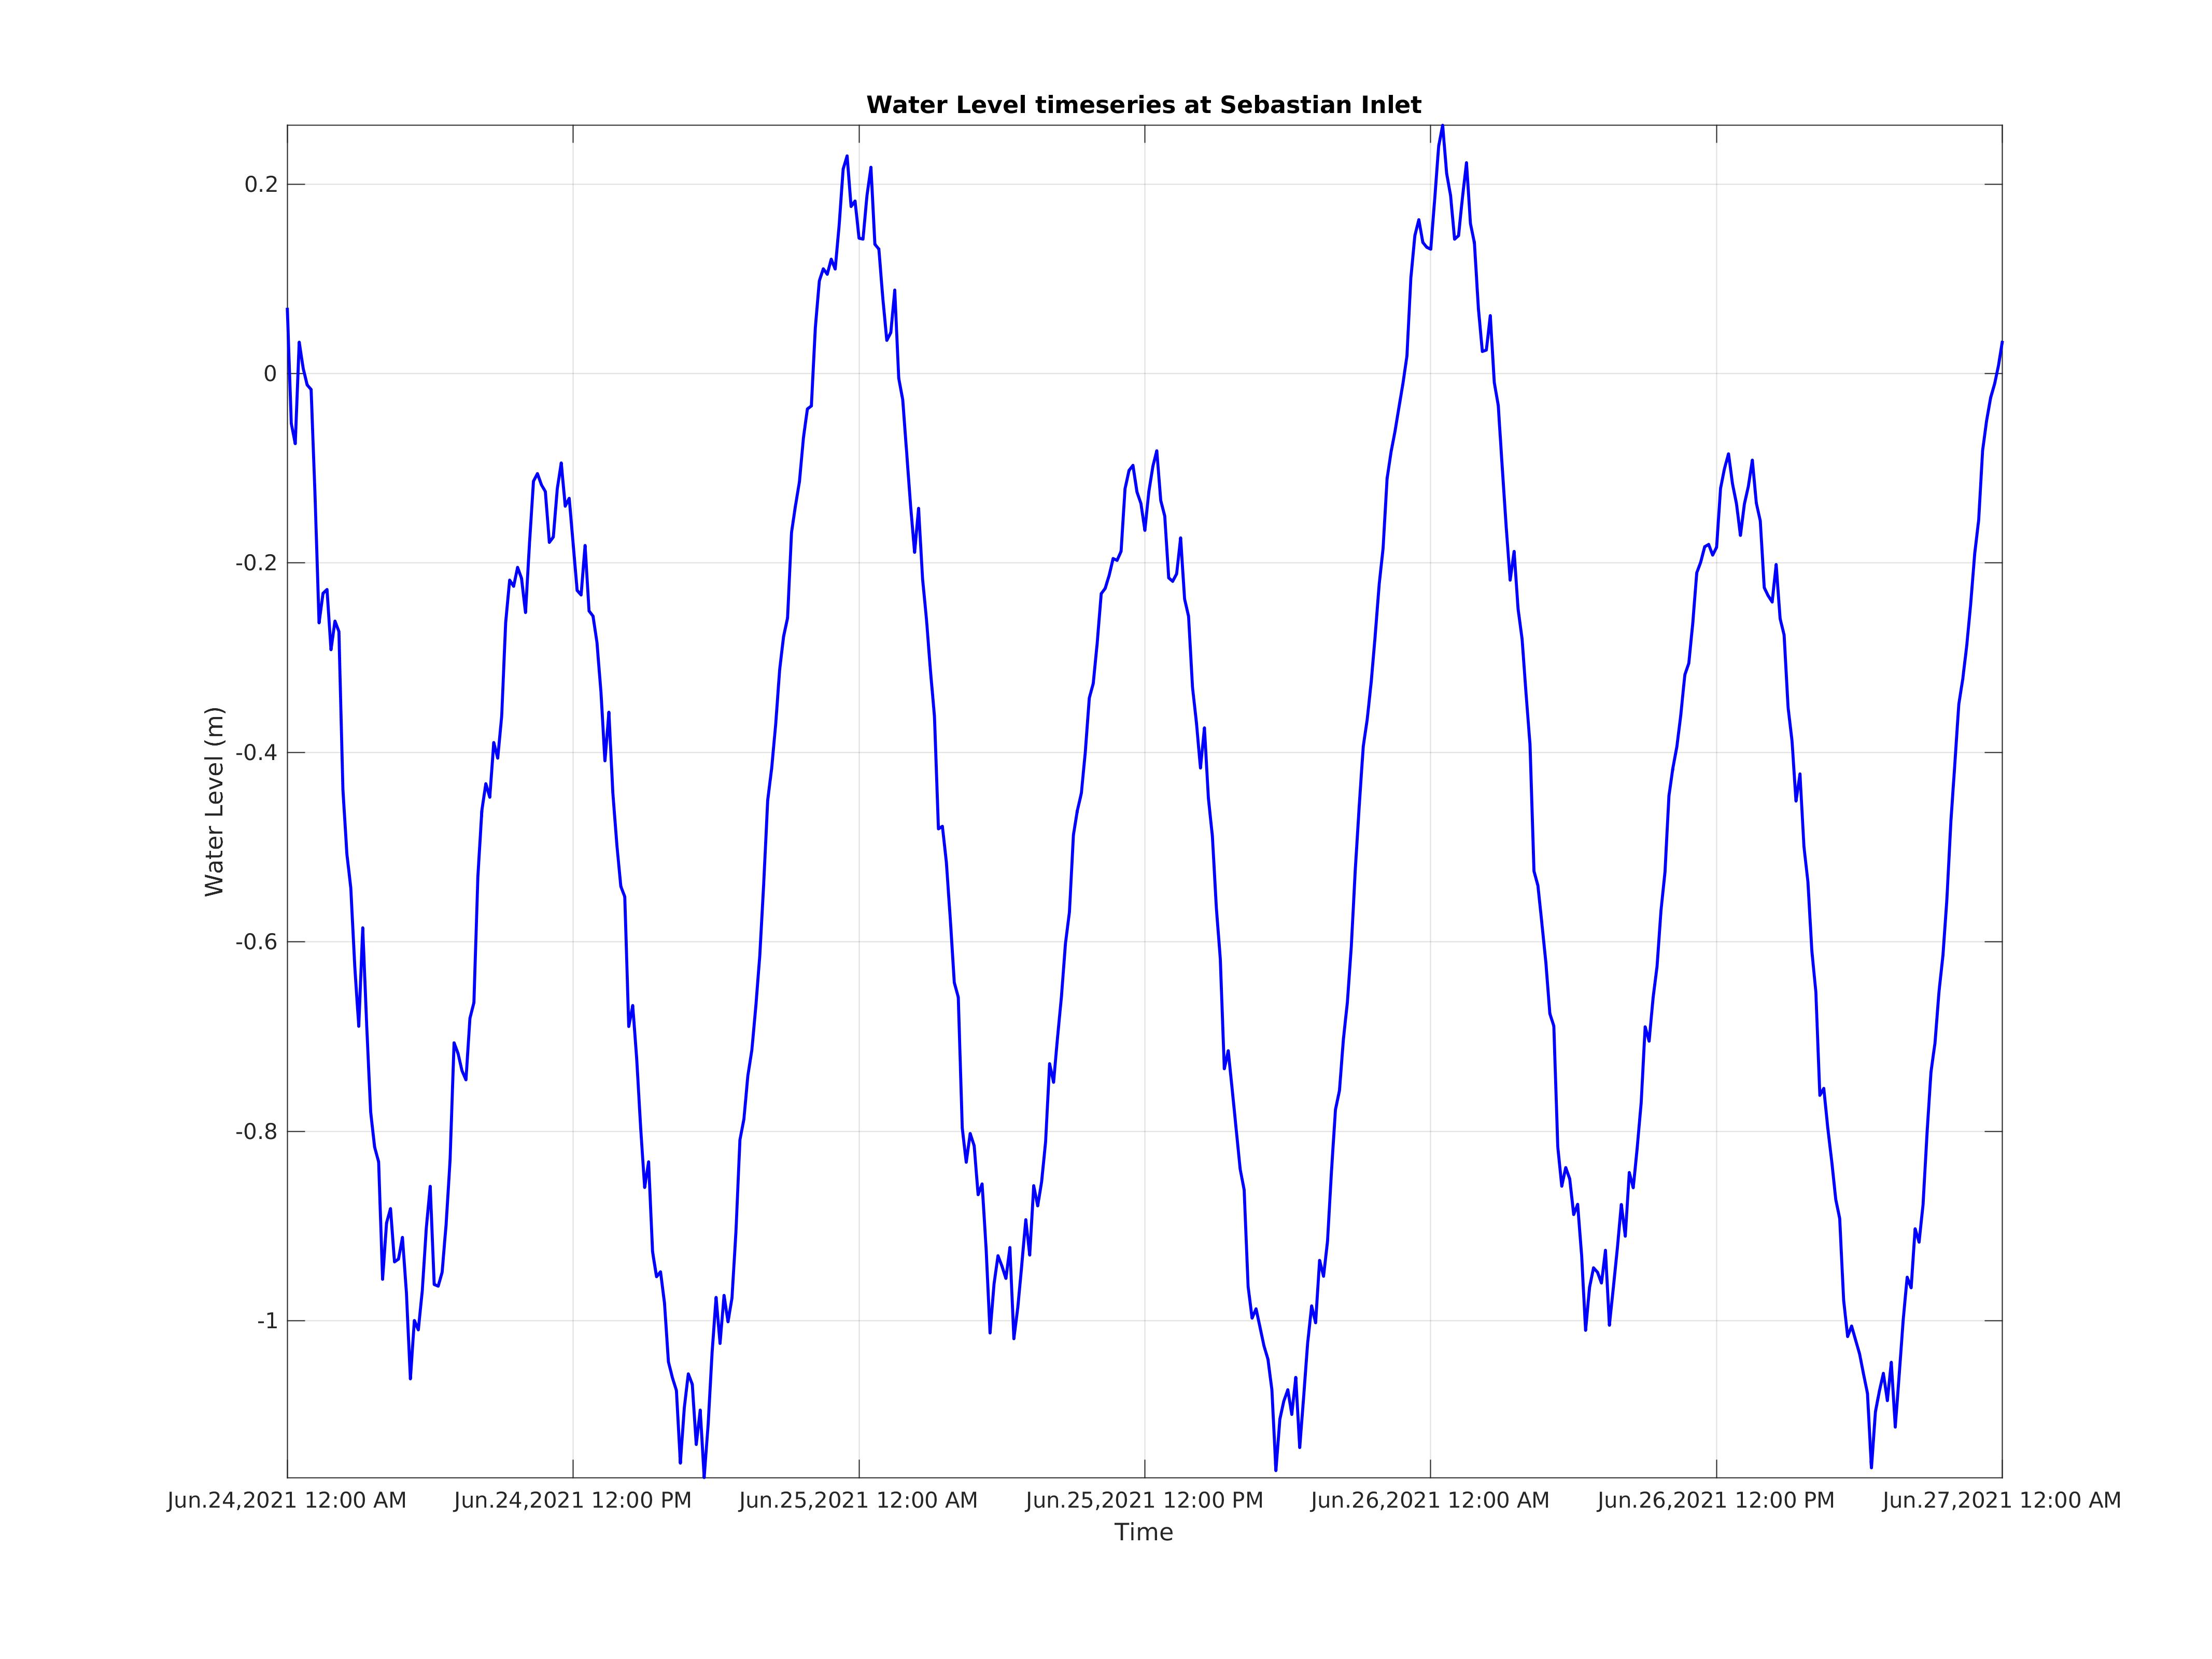 Water Level timeseries at Sebastian Inlet
0.2
0
-0.2
-0.4
-0.6
-0.8
-1
Water Level (m)
Jun.24,2021 12:00 AM
Jun.24,2021 12:00 PM
Jun.25,2021 12:00 AM
Jun.25,2021 12:00 PM
Jun.26,2021 12:00 AM
Jun.26,2021 12:00 PM
Jun.27,2021 12:00 AM
Time